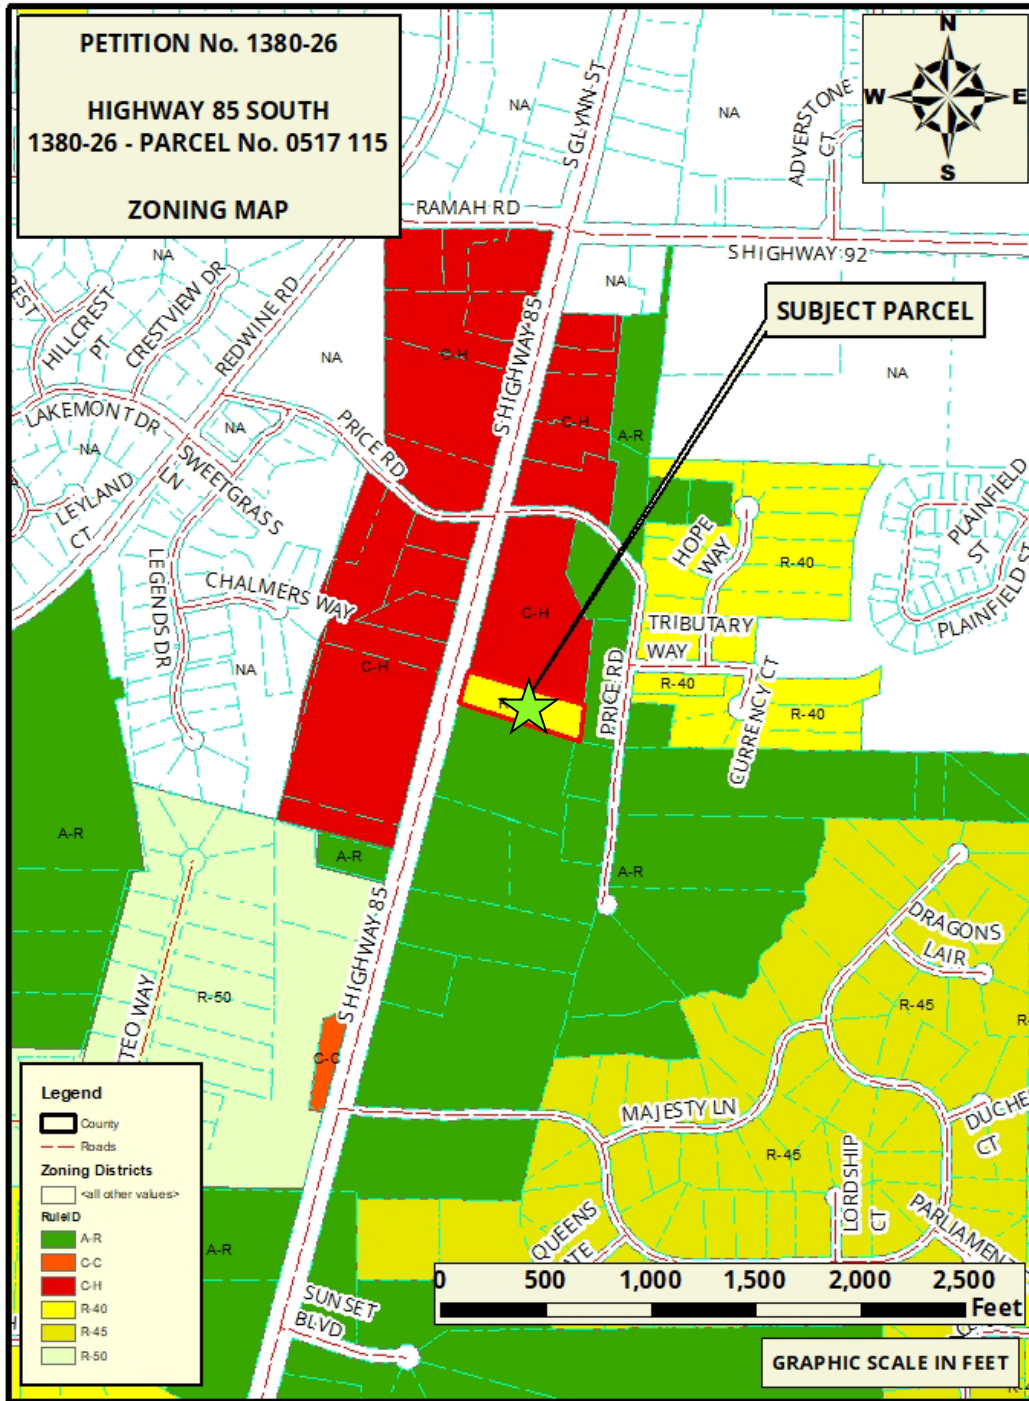 PETITION No. 1380-26
HIGHWAY 85 SOUTH
1380-26 - PARCEL No. 0517 115
ZONING MAP
N
W E
S
S GLYNN ST
NA
NA
ADVERSTONE
CT
RAMAH RD
S HIGHWAY 92
NA
NA
SUBJECT PARCEL
HILLCREST
PT
CRESTVIEW DR
REDWINE RD
NA
C-H
S HIGHWAY 85
NA
LAKEMONT DR
NA
PRICE RD
C-H
A-R
NA
SWEETGRASS
LN
LEYLAND
CT
HOPE
WAY
R-40
PLAINFIELD
ST
PLAINFIELD ST
LEGENDS DR
CHALMERS WAY
C-H
TRIBUTARY
WAY
NA
C-H
PRICE RD
R-40
R-40
CURRENCY CT
A-R
A-R
A-R
S HIGHWAY 85
DRAGONS
LAIR
R-50
R-45
TEO WAY
C-C
MAJESTY LN
CT
R-45
LORDSHIP
CT
QUEENS
A-R
SUNSET
BLVD
Legend
County
Roads
Zoning Districts
<all other values>
RuleID
A-R
C-C
C-H
R-40
R-45
R-50
0 500 1,000 1,500 2,000 2,500
Feet
GRAPHIC SCALE IN FEET